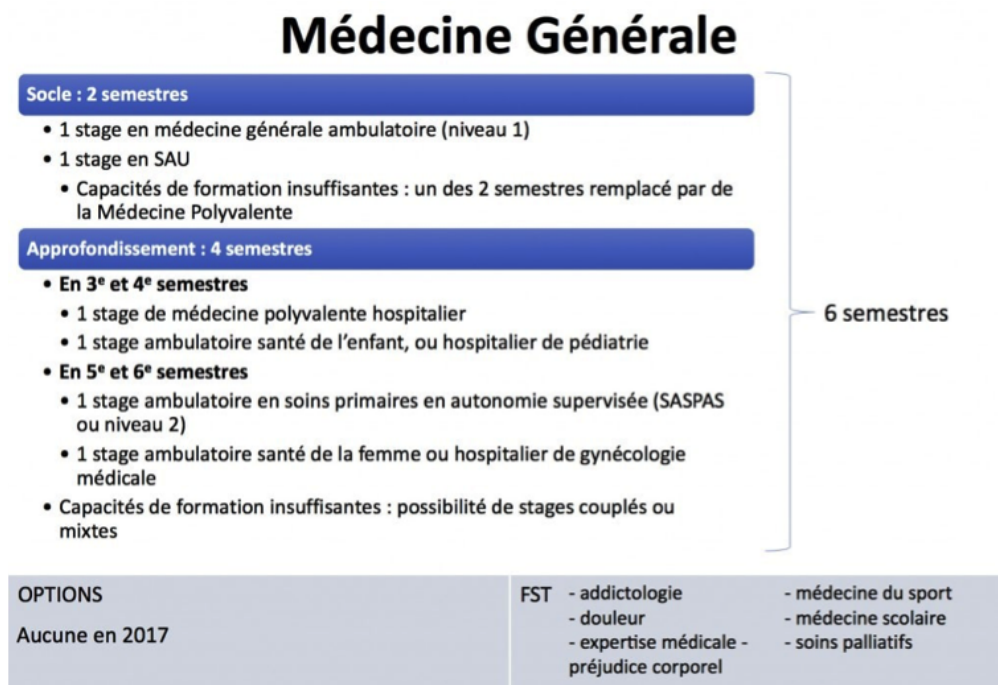 Médecine Générale
Socle : 2 semestres
• 1 stage en médecine générale ambulatoire (niveau 1)
• 1 stage en SAU
• Capacités de formation insuffisantes : un des 2 semestres remplacé par de
la Médecine Polyvalente
Approfondissement : 4 semestres
• En 3e et 4e semestres
• 1 stage de médecine polyvalente hospitalier
• 1 stage ambulatoire santé de l'enfant, ou hospitalier de pédiatrie
• En 5e et 6e semestres
• 1 stage ambulatoire en soins primaires en autonomie supervisée (SASPAS
ou niveau 2)
• 1 stage ambulatoire santé de la femme ou hospitalier de gynécologie
médicale
• Capacités de formation insuffisantes : possibilité de stages couplés ou
mixtes
6 semestres
OPTIONS
Aucune en 2017
FST
- addictologie
- douleur
- expertise médicale -
préjudice corporel
- médecine du sport
- médecine scolaire
- soins palliatifs